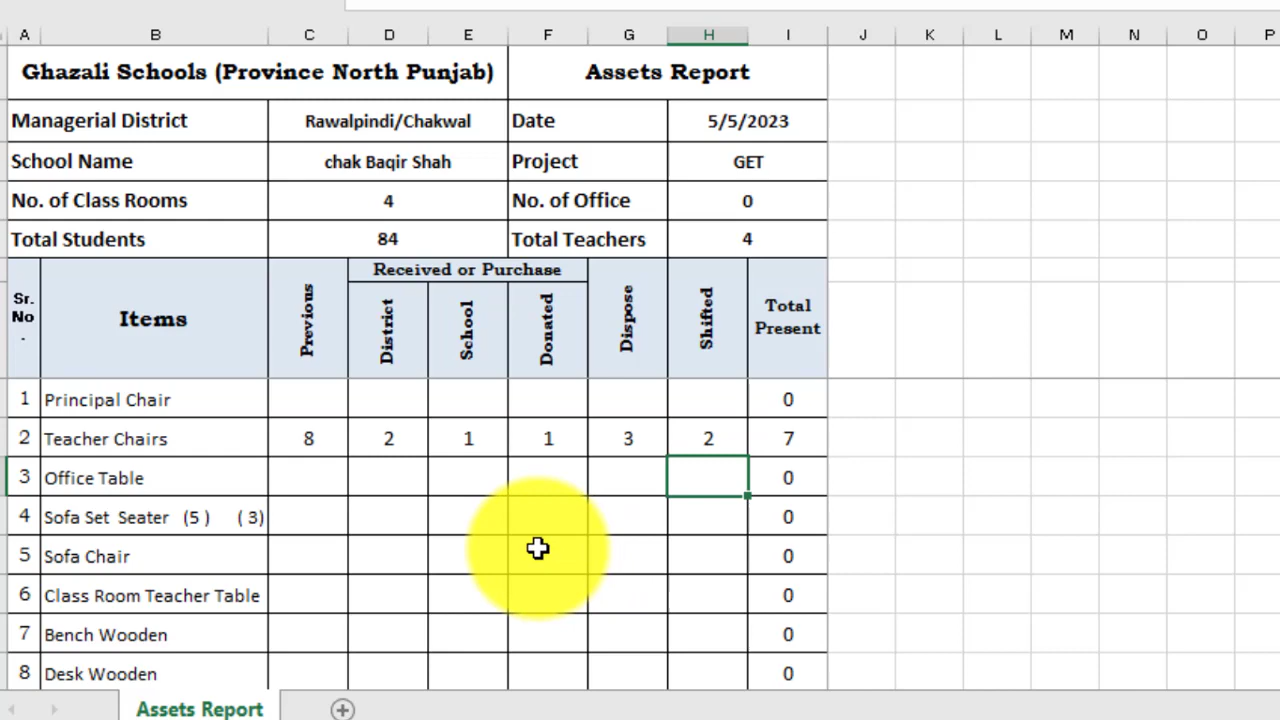 A B C D E F G H I J K L M N O P
Ghazali Schools (Province North Punjab) Assets Report
Managerial District Rawalpindi/Chakwal Date 5/5/2023
School Name chak Baqir Shah Project GET
No. of Class Rooms 4 No. of Office 0
Total Students 84 Total Teachers 4
Sr. No . Items Previous Received or Purchase District School Donated Dispose Shifted Total Present
1 Principal Chair 0
2 Teacher Chairs 8 2 1 1 3 2 7
3 Office Table 0
4 Sofa Set Seater (5 ) ( 3) 0
5 Sofa Chair 0
6 Class Room Teacher Table 0
7 Bench Wooden 0
8 Desk Wooden 0
Assets Report